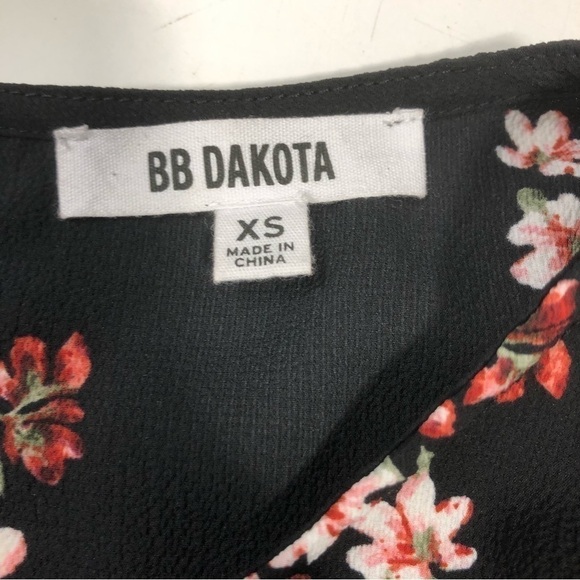 BB DAKOTA
XS
MADE IN
CHINA